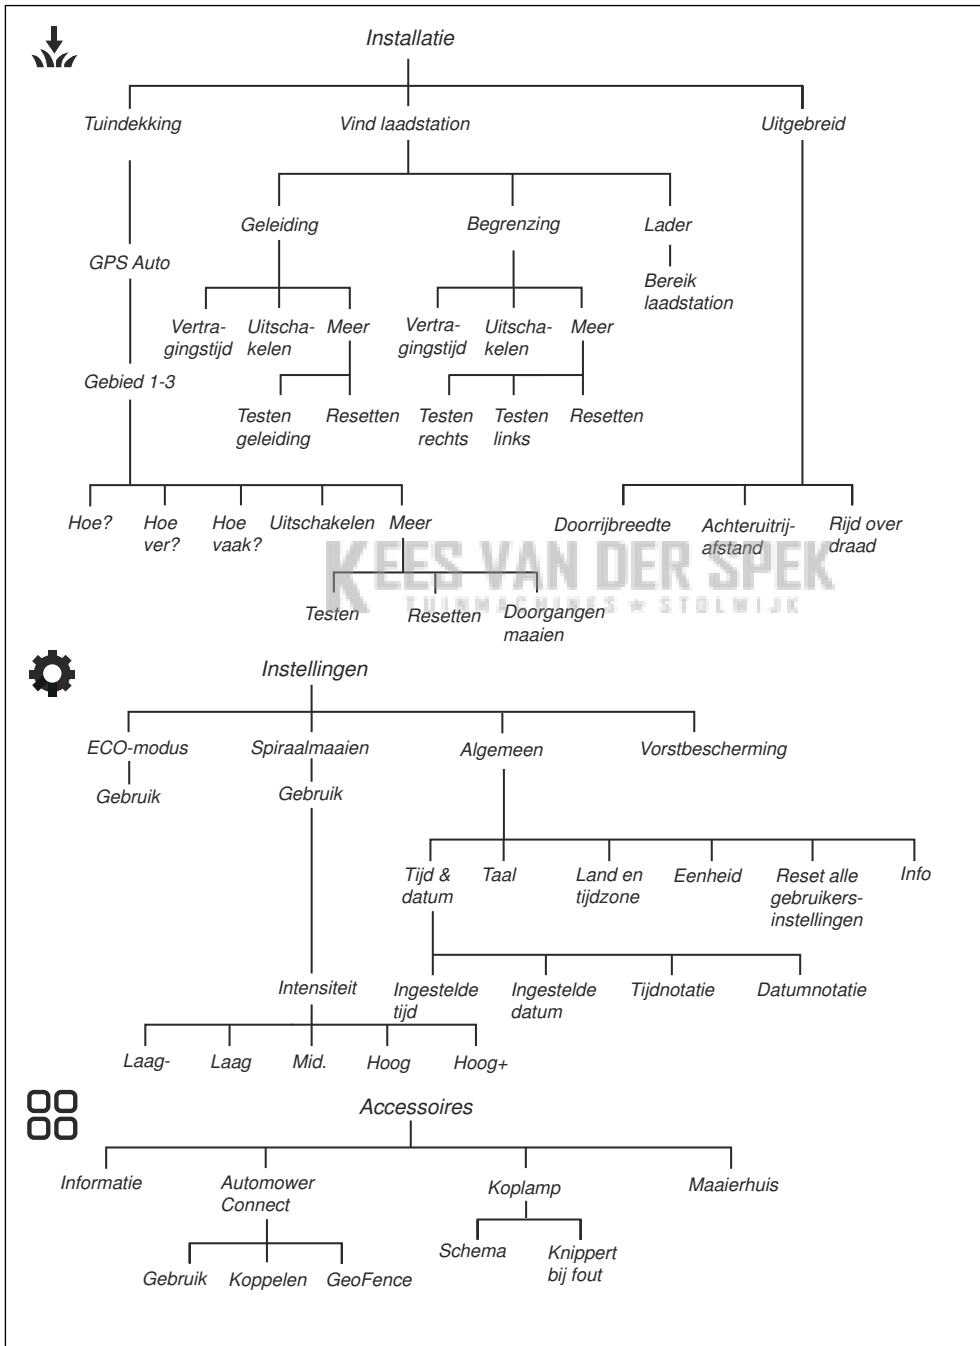 Installatie
Tuindekking
Vind laadstation
Uitgebreid
Geleiding
Begrenzing
Lader
GPS Auto
Bereik
laadstation
Vertra-
gingstijd
Uitscha-
kelen
Meer
Vertra-
gingstijd
Uitscha-
kelen
Meer
Gebied 1-3
Testen
geleiding
Resetten
Testen
rechts
Testen
links
Resetten
Hoe?
Hoe
ver?
Hoe
vaak?
Uitschakelen
Meer
Doorrijbreedte
Achteruitrij-
afstand
Rijd over
draad
KEES VAN DER SPEK
TUINMACHINES ★ STOLWIJK
Testen
Resetten
Doorgangen
maaien
Instellingen
ECO-modus
Spiraalmaaien
Algemeen
Vorstbescherming
Gebruik
Gebruik
Tijd &
datum
Taal
Land en
tijdzone
Eenheid
Reset alle
gebruikers-
instellingen
Info
Intensiteit
Ingestelde
tijd
Ingestelde
datum
Tijdnotatie
Datumnotatie
Laag-
Laag
Mid.
Hoog
Hoog+
Accessoires
Informatie
Automower
Connect
Koplamp
Maaierhuis
Schema
Knippert
bij fout
Gebruik
Koppelen
GeoFence